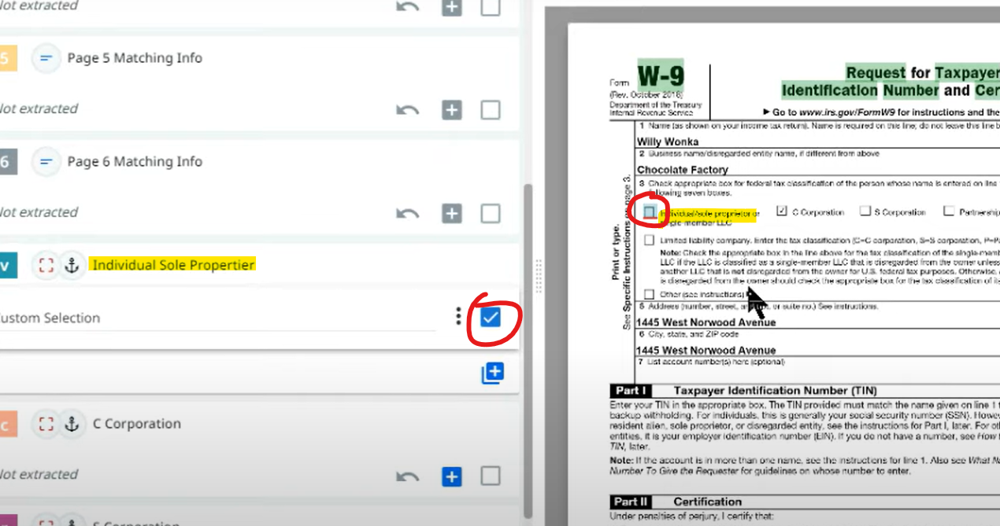 Not extracted
5
Page 5 Matching Info
Not extracted
6
Page 6 Matching Info
Not extracted
v
Individual Sole Propertier
Custom Selection
c
C Corporation
Not extracted
S Corporation
Form W-9
(Rev. October 2018)
Department of the Treasury
Internal Revenue Service
Request for Taxpayer
Identification Number and Cer
▶ Go to www.irs.gov/FormW9 for instructions and the
1 Name (as shown on your income tax return). Name is required on this line; do not leave this line b
Willy Wonka
2 Business name/disregarded entity name, if different from above
Chocolate Factory
3 Check appropriate box for federal tax classification of the person whose name is entered on line
following seven boxes.
Individual/sole proprietor or
single-member LLC
C Corporation
S Corporation
Partnership
Limited liability company. Enter the tax classification (C=C corporation, S=S corporation, P=Pa
Note: Check the appropriate box in the line above for the tax classification of the single-mem
LLC if the LLC is classified as a single-member LLC that is disregarded from the owner unless
another LLC that is not disregarded from the owner for U.S. federal tax purposes. Otherwise,
is disregarded from the owner should check the appropriate box for the tax classification of it
Other (see instructions)
5 Address (number, street, and apt. or suite no.) See instructions.
1445 West Norwood Avenue
6 City, state, and ZIP code
1445 West Norwood Avenue
7 List account number(s) here (optional)
Print or type.
See Specific Instructions on page 3.
Part I Taxpayer Identification Number (TIN)
Enter your TIN in the appropriate box. The TIN provided must match the name given on line 1 t
backup withholding. For individuals, this is generally your social security number (SSN). Howe
resident alien, sole proprietor, or disregarded entity, see the instructions for Part I, later. For ot
entities, it is your employer identification number (EIN). If you do not have a number, see How t
TIN, later.
Note: If the account is in more than one name, see the instructions for line 1. Also see What Na
Number To Give the Requester for guidelines on whose number to enter.
Part II Certification
Under penalties of perjury, I certify that: